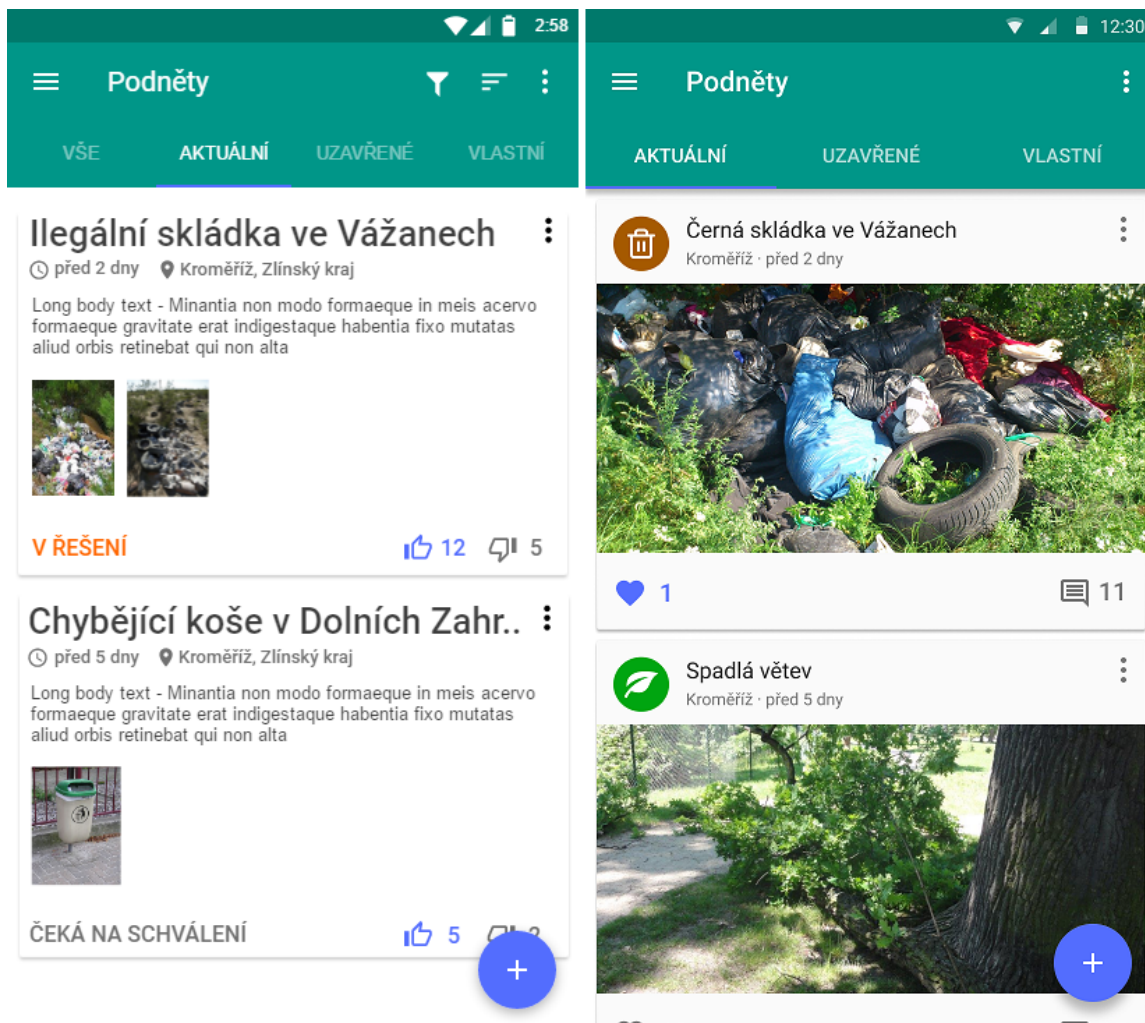 2:58
Podněty
VŠE AKTUÁLNÍ UZAVŘENÉ VLASTNÍ
Ilegální skládka ve Vážanech
před 2 dny Kroměříž, Zlínský kraj
Long body text - Minantia non modo formaeque in meis acervo
formaeque gravitate erat indigestaque habentia fixo mutatas
aliud orbis retinebat qui non alta
V ŘEŠENÍ 12 5
Chybějící koše v Dolních Zahr..
před 5 dny Kroměříž, Zlínský kraj
Long body text - Minantia non modo formaeque in meis acervo
formaeque gravitate erat indigestaque habentia fixo mutatas
aliud orbis retinebat qui non alta
ČEKÁ NA SCHVÁLENÍ 5
12:30
Podněty
AKTUÁLNÍ UZAVŘENÉ VLASTNÍ
Černá skládka ve Vážanech
Kroměříž · před 2 dny
1 11
Spadlá větev
Kroměříž · před 5 dny